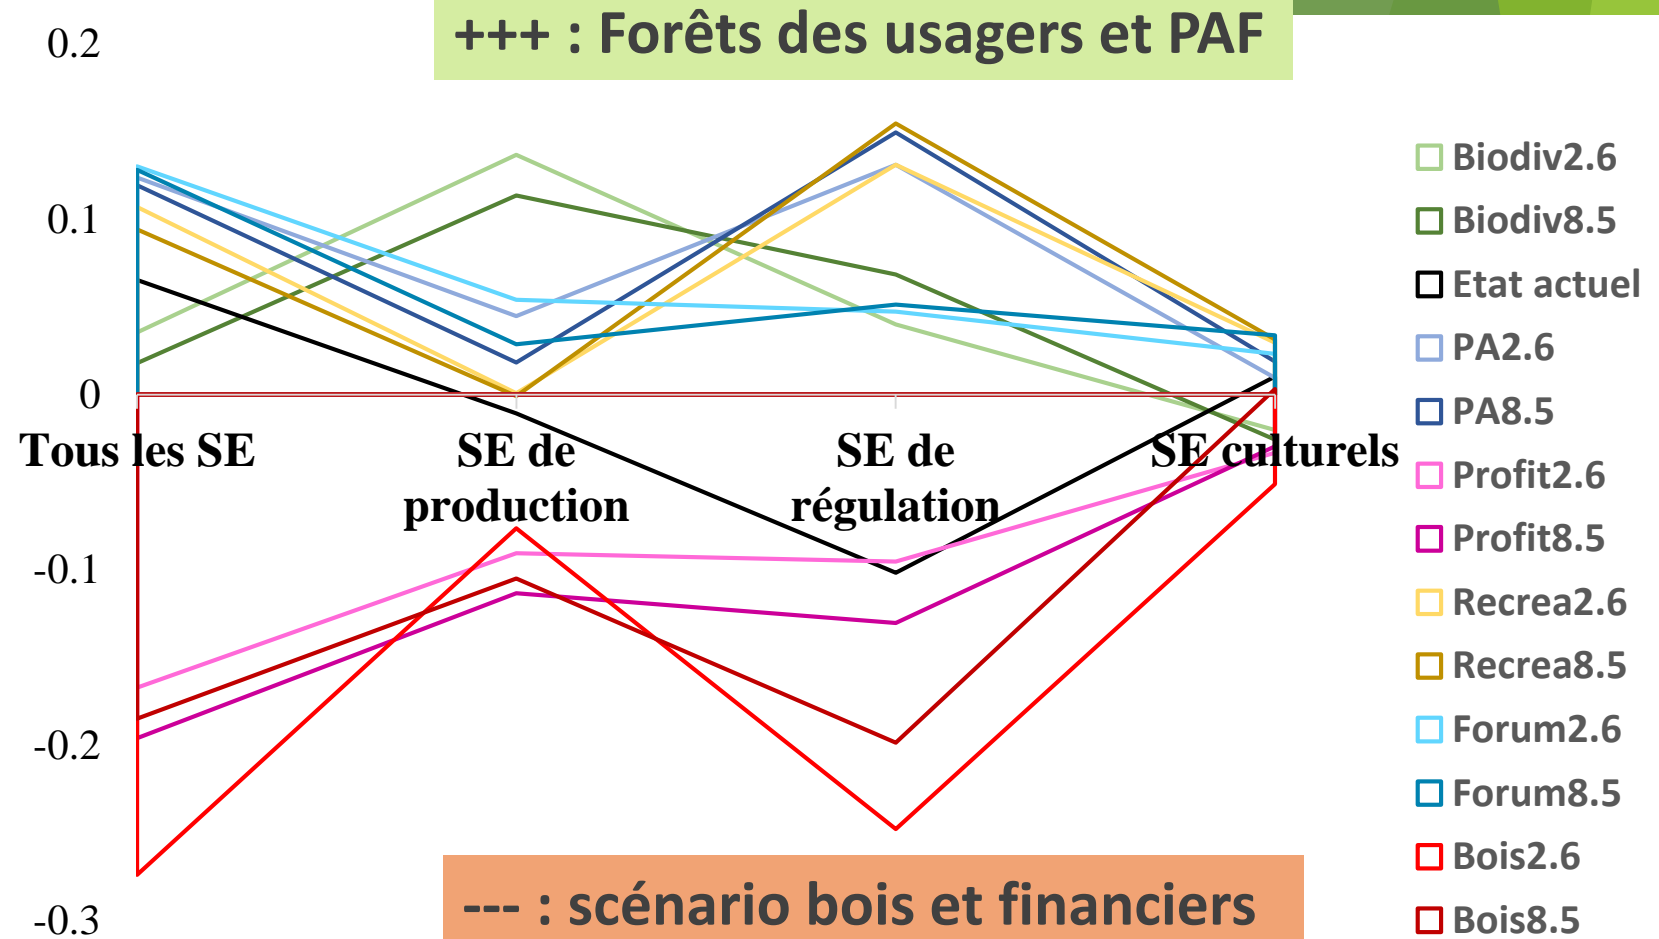 +++ : Forêts des usagers et PAF
0.2
0.1
0
-0.1
-0.2
-0.3
Tous les SE
SE de
production
SE de
régulation
SE culturels
Biodiv2.6
Biodiv8.5
Etat actuel
PA2.6
PA8.5
Profit2.6
Profit8.5
Recrea2.6
Recrea8.5
Forum2.6
Forum8.5
Bois2.6
Bois8.5
--- : scénario bois et financiers